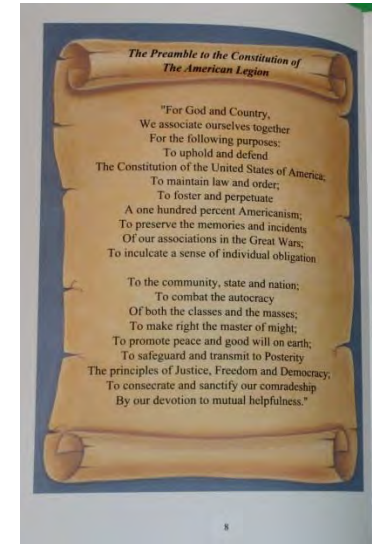 The Preamble to the Constitution of
The American Legion
"For God and Country,
We associate ourselves together
For the following purposes:
To uphold and defend
The Constitution of the United States of America;
To maintain law and order;
To foster and perpetuate
A one hundred percent Americanism;
To preserve the memories and incidents
Of our associations in the Great Wars;
To inculcate a sense of individual obligation
To the community, state and nation;
To combat the autocracy
Of both the classes and the masses;
To make right the master of might;
To promote peace and good will on earth;
To safeguard and transmit to Posterity
The principles of Justice, Freedom and Democracy;
To consecrate and sanctify our comradeship
By our devotion to mutual helpfulness."
8